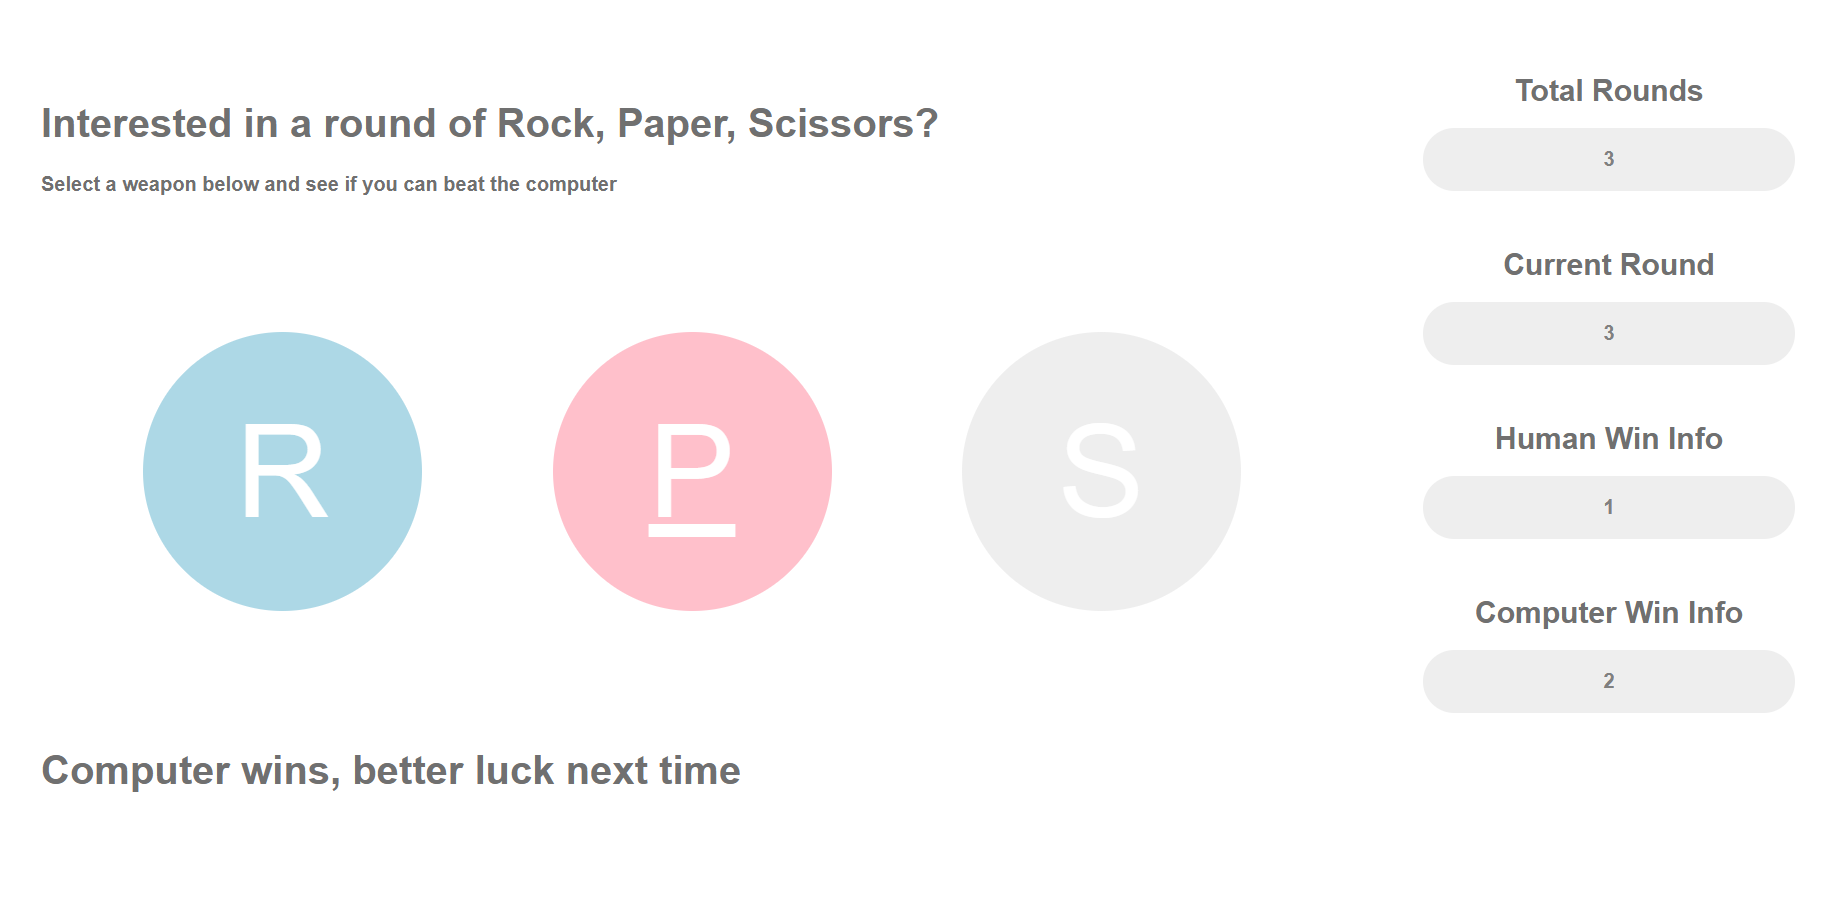 Interested in a round of Rock, Paper, Scissors?
Select a weapon below and see if you can beat the computer
R
P
S
Computer wins, better luck next time
Total Rounds
3
Current Round
3
Human Win Info
1
Computer Win Info
2